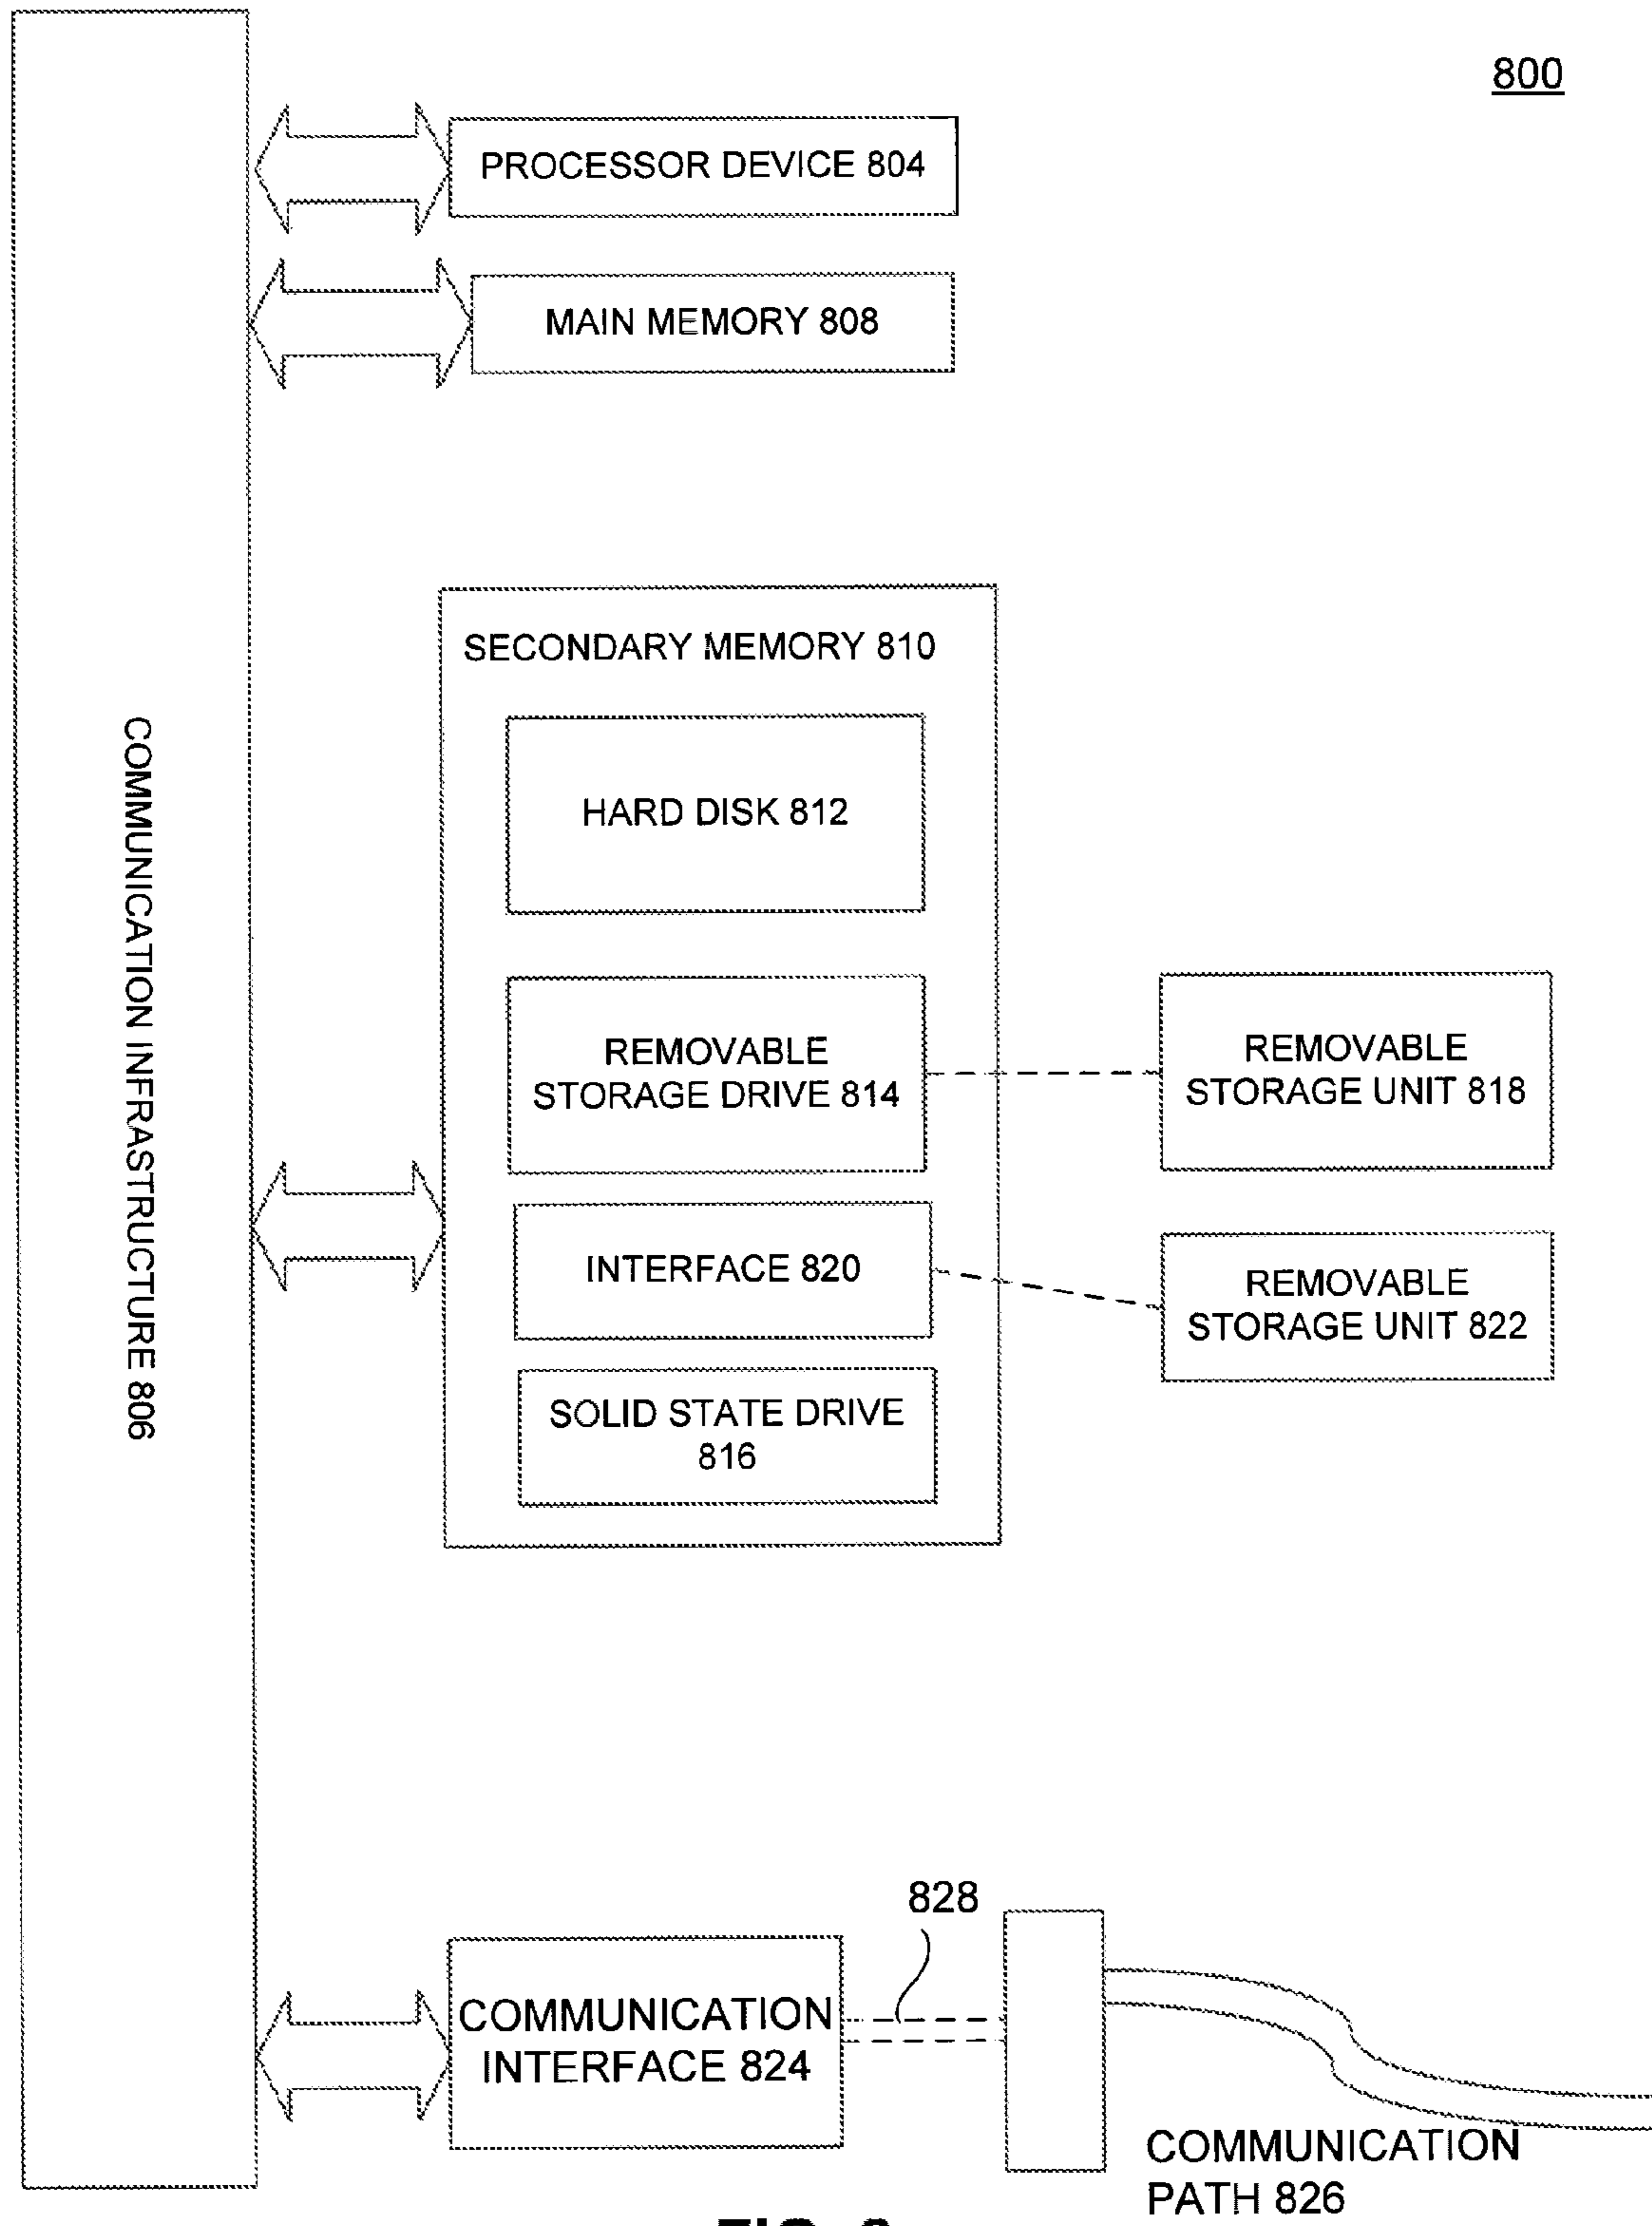 800
PROCESSOR DEVICE 804
MAIN MEMORY 808
COMMUNICATION INFRASTRUCTURE 806
SECONDARY MEMORY 810
HARD DISK 812
REMOVABLE
STORAGE DRIVE 814
REMOVABLE
STORAGE UNIT 818
INTERFACE 820
REMOVABLE
STORAGE UNIT 822
SOLID STATE DRIVE
816
828
COMMUNICATION
INTERFACE 824
COMMUNICATION
PATH 826